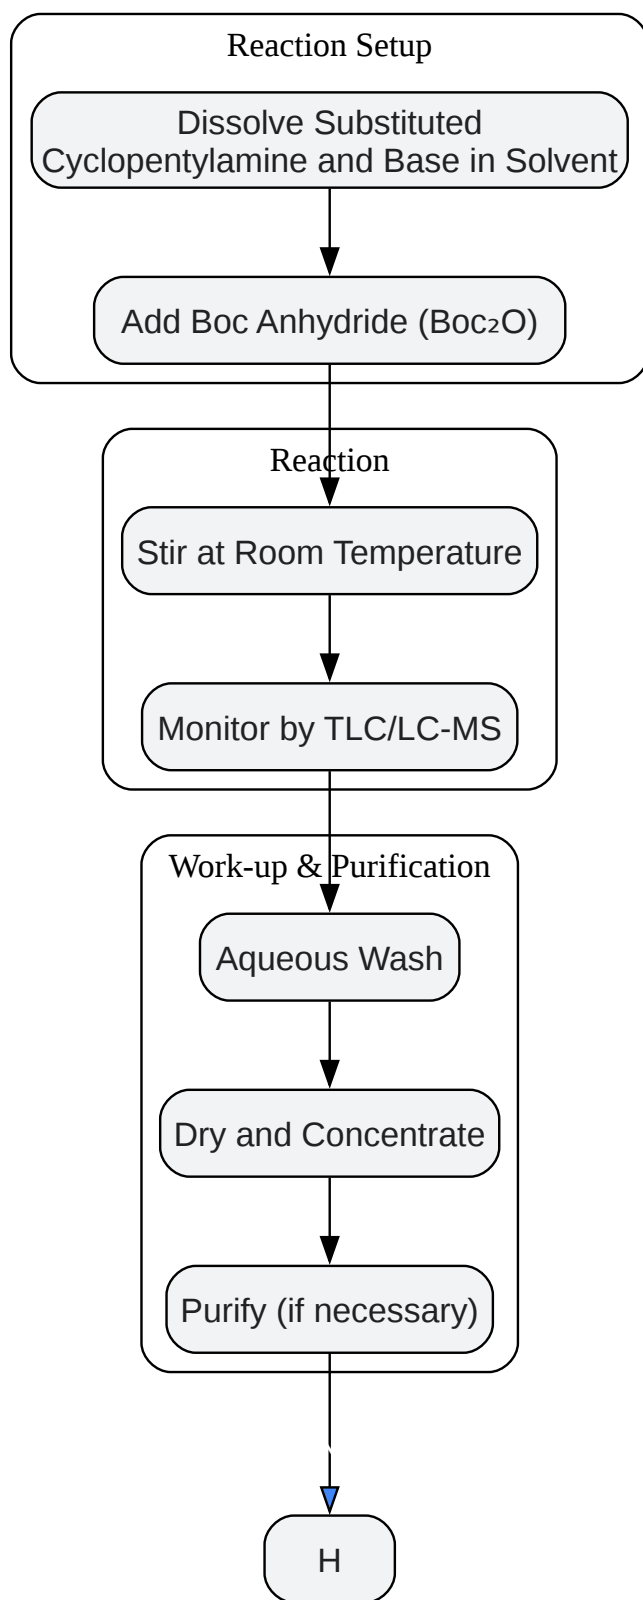 Reaction Setup
Dissolve Substituted
Cyclopentylamine and Base in Solvent
Add Boc Anhydride (Boc₂O)
Reaction
Stir at Room Temperature
Monitor by TLC/LC-MS
Work-up & Purification
Aqueous Wash
Dry and Concentrate
Purify (if necessary)
H